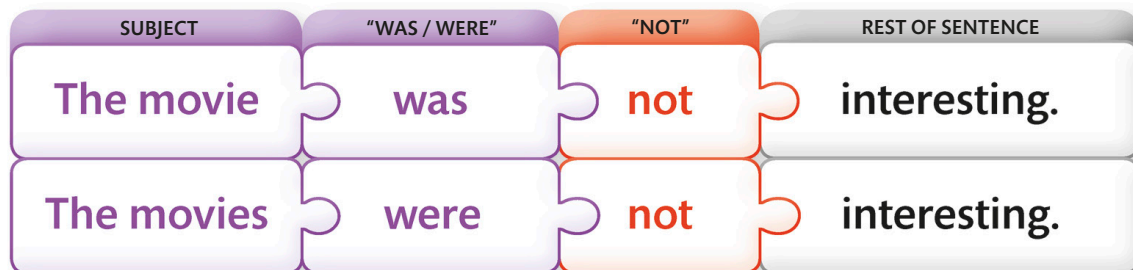 SUBJECT "WAS / WERE" "NOT" REST OF SENTENCE
The movie was not interesting.
The movies were not interesting.